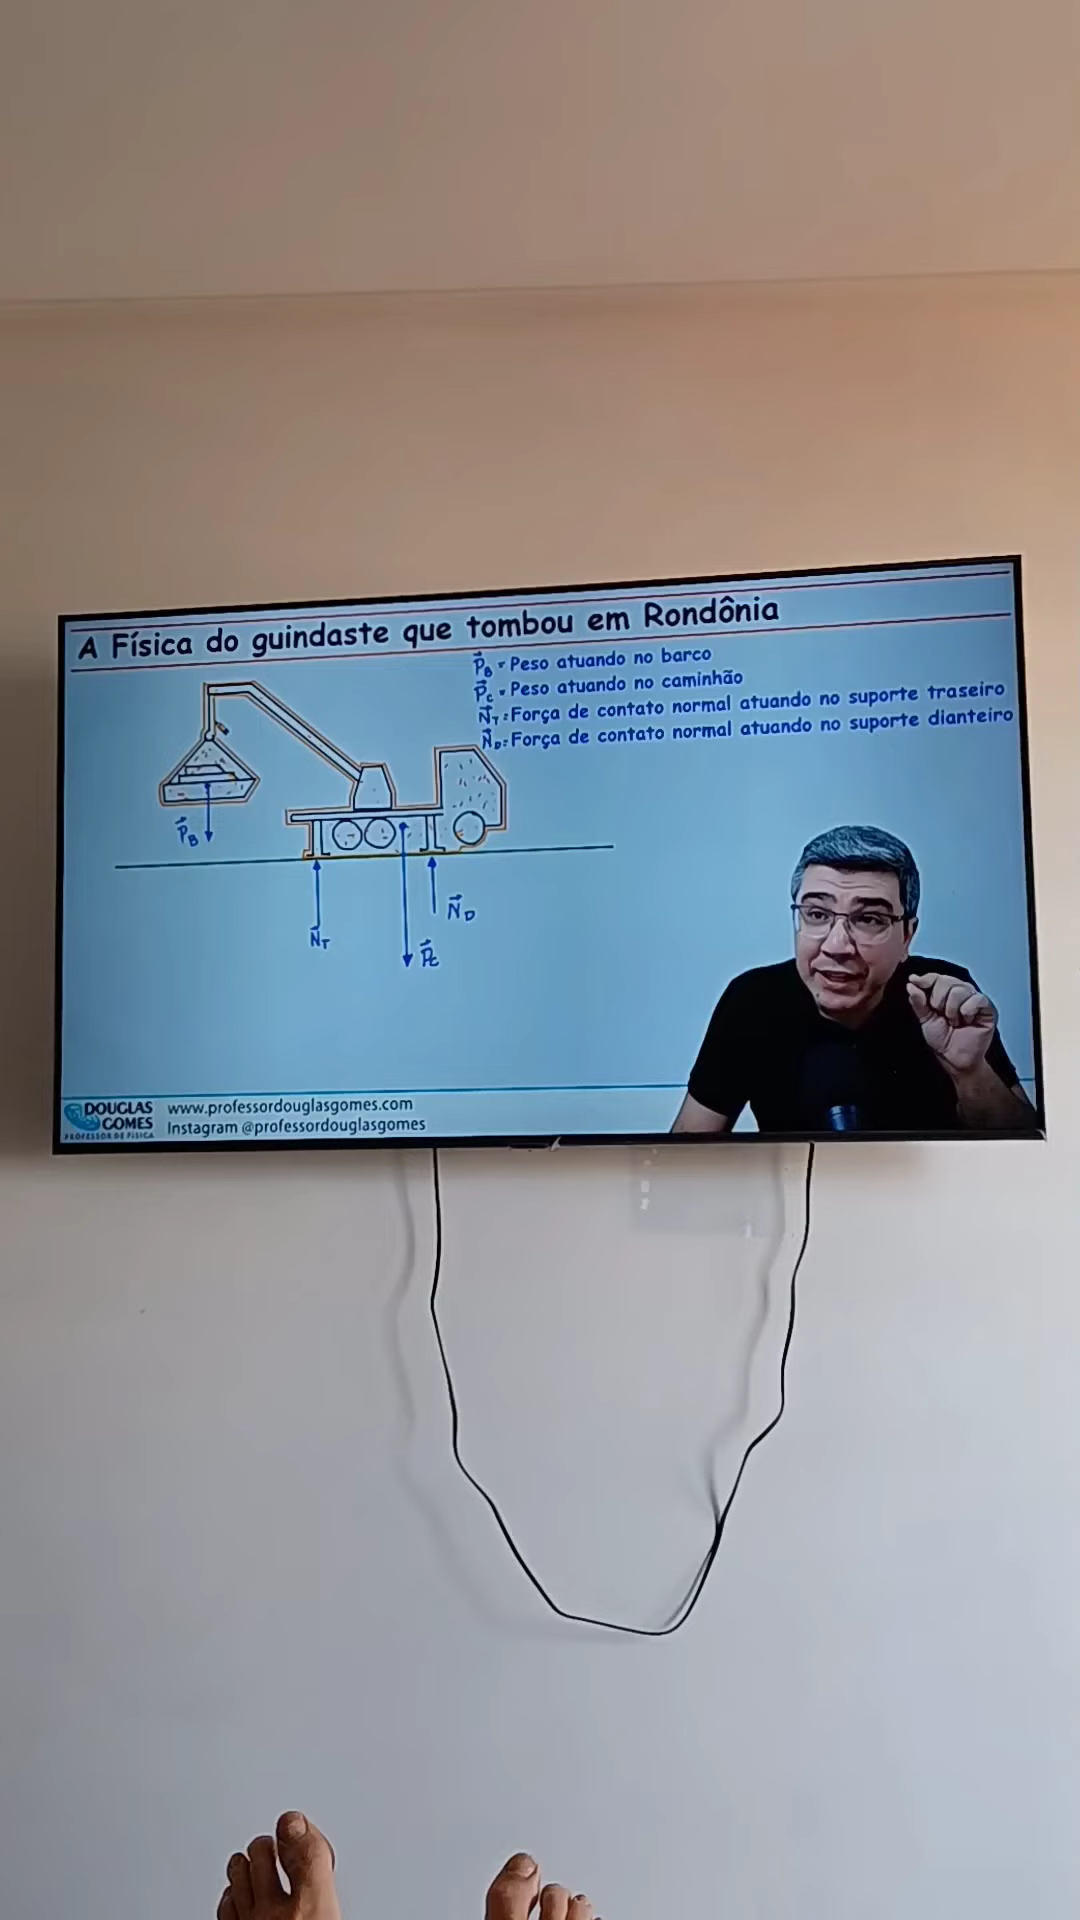 A Física do guindaste que tombou em Rondônia
P⃗B = Peso atuando no barco
P⃗C = Peso atuando no caminhão
N⃗T = Força de contato normal atuando no suporte traseiro
N⃗D = Força de contato normal atuando no suporte dianteiro
P⃗B
N⃗D
N⃗T
P⃗C
DOUGLAS GOMES
PROFESSOR DE FÍSICA
www.professordouglasgomes.com
Instagram @professordouglasgomes